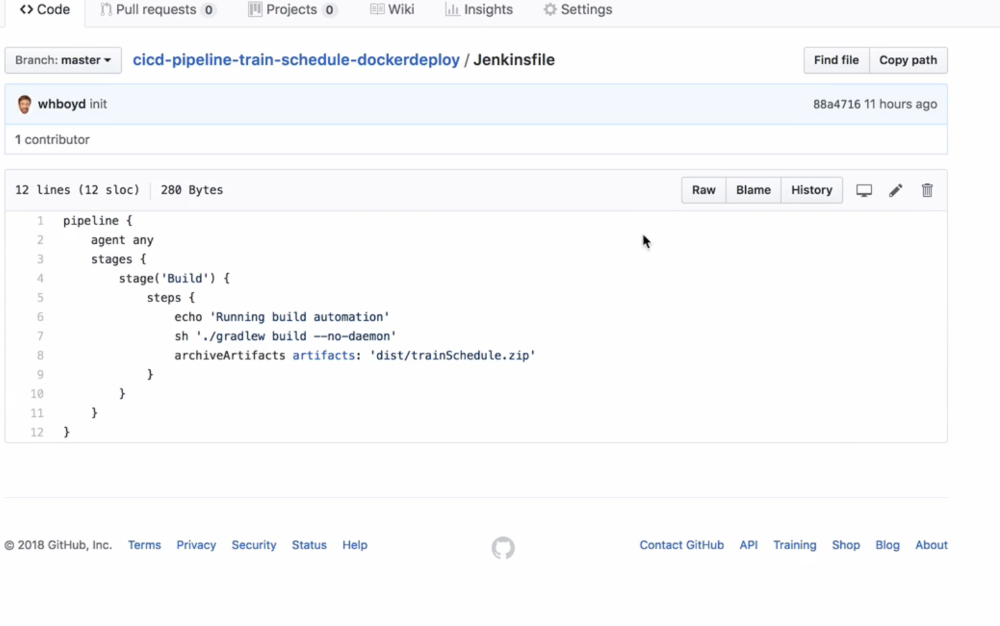 <> Code Pull requests 0 Projects 0 Wiki Insights Settings
Branch: master cicd-pipeline-train-schedule-dockerdeploy / Jenkinsfile Find file Copy path
whboyd init 88a4716 11 hours ago
1 contributor
12 lines (12 sloc) 280 Bytes Raw Blame History
1 pipeline {
2     agent any
3     stages {
4         stage('Build') {
5             steps {
6                 echo 'Running build automation'
7                 sh './gradlew build --no-daemon'
8                 archiveArtifacts artifacts: 'dist/trainSchedule.zip'
9             }
10         }
11     }
12 }
© 2018 GitHub, Inc. Terms Privacy Security Status Help Contact GitHub API Training Shop Blog About